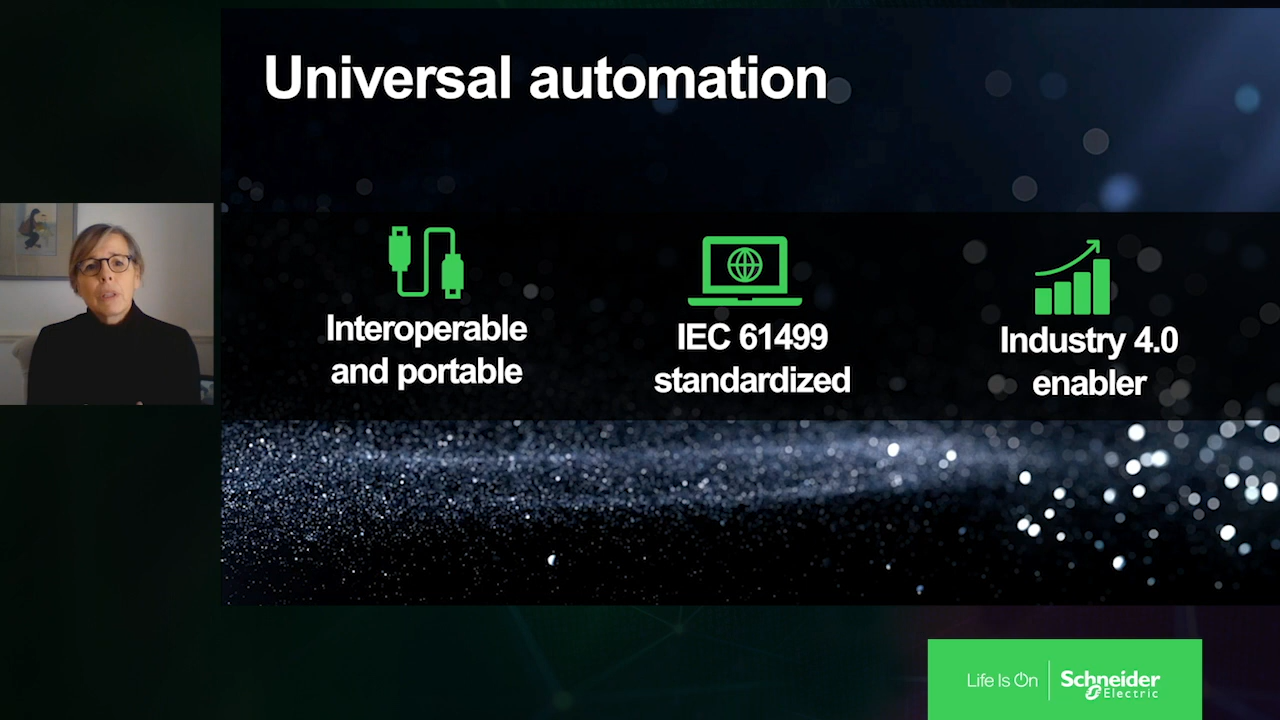 Universal automation
Interoperable
and portable
IEC 61499
standardized
Industry 4.0
enabler
Life Is On
Schneider
Electric